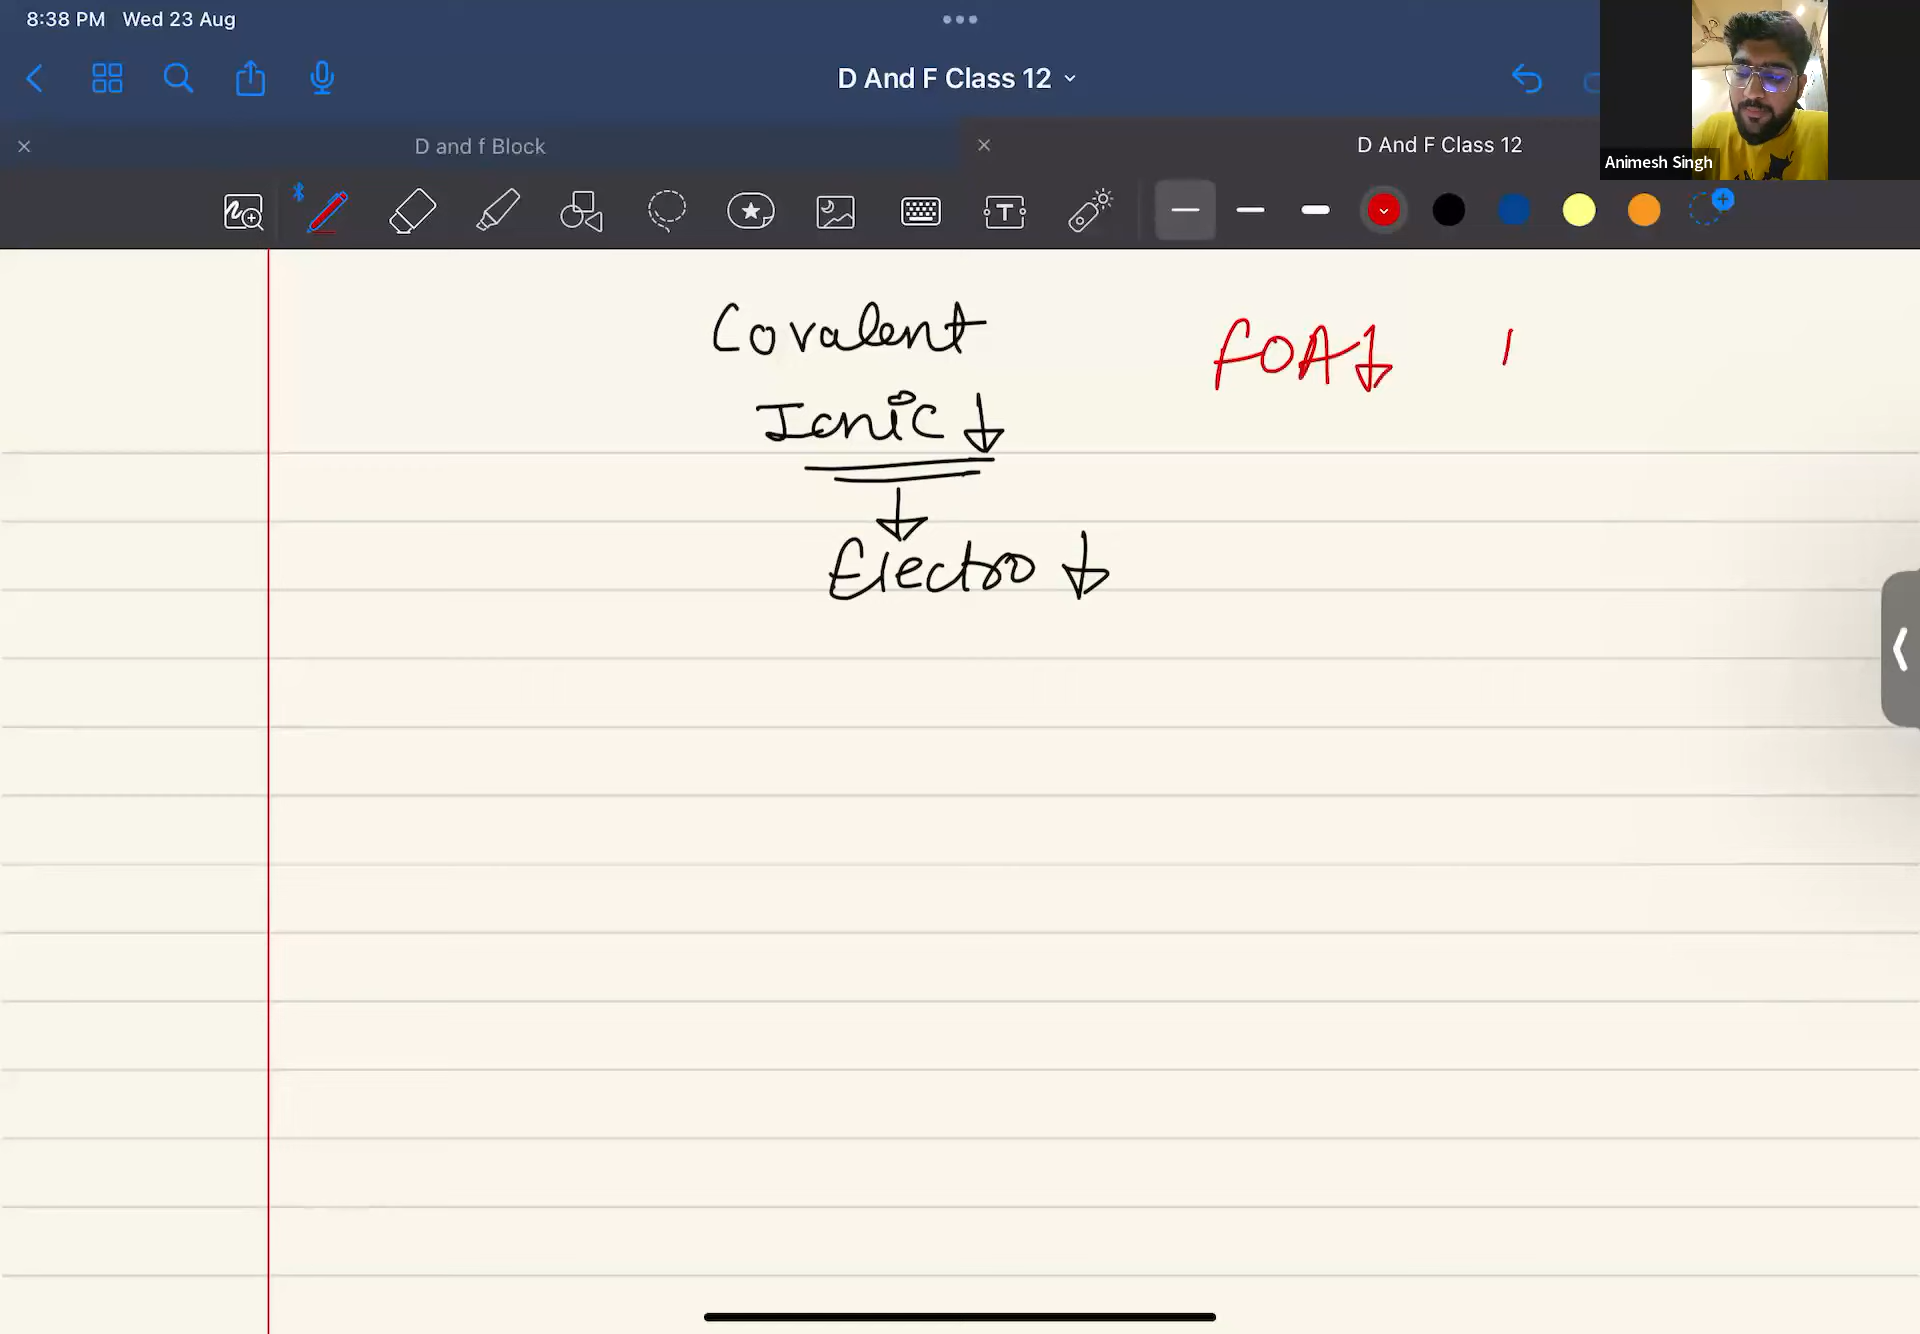 8:38 PM Wed 23 Aug
D And F Class 12
D and f Block
D And F Class 12
Animesh Singh
T
Covalent
FOA↓
Ionic ↓
↓
Electro ↓